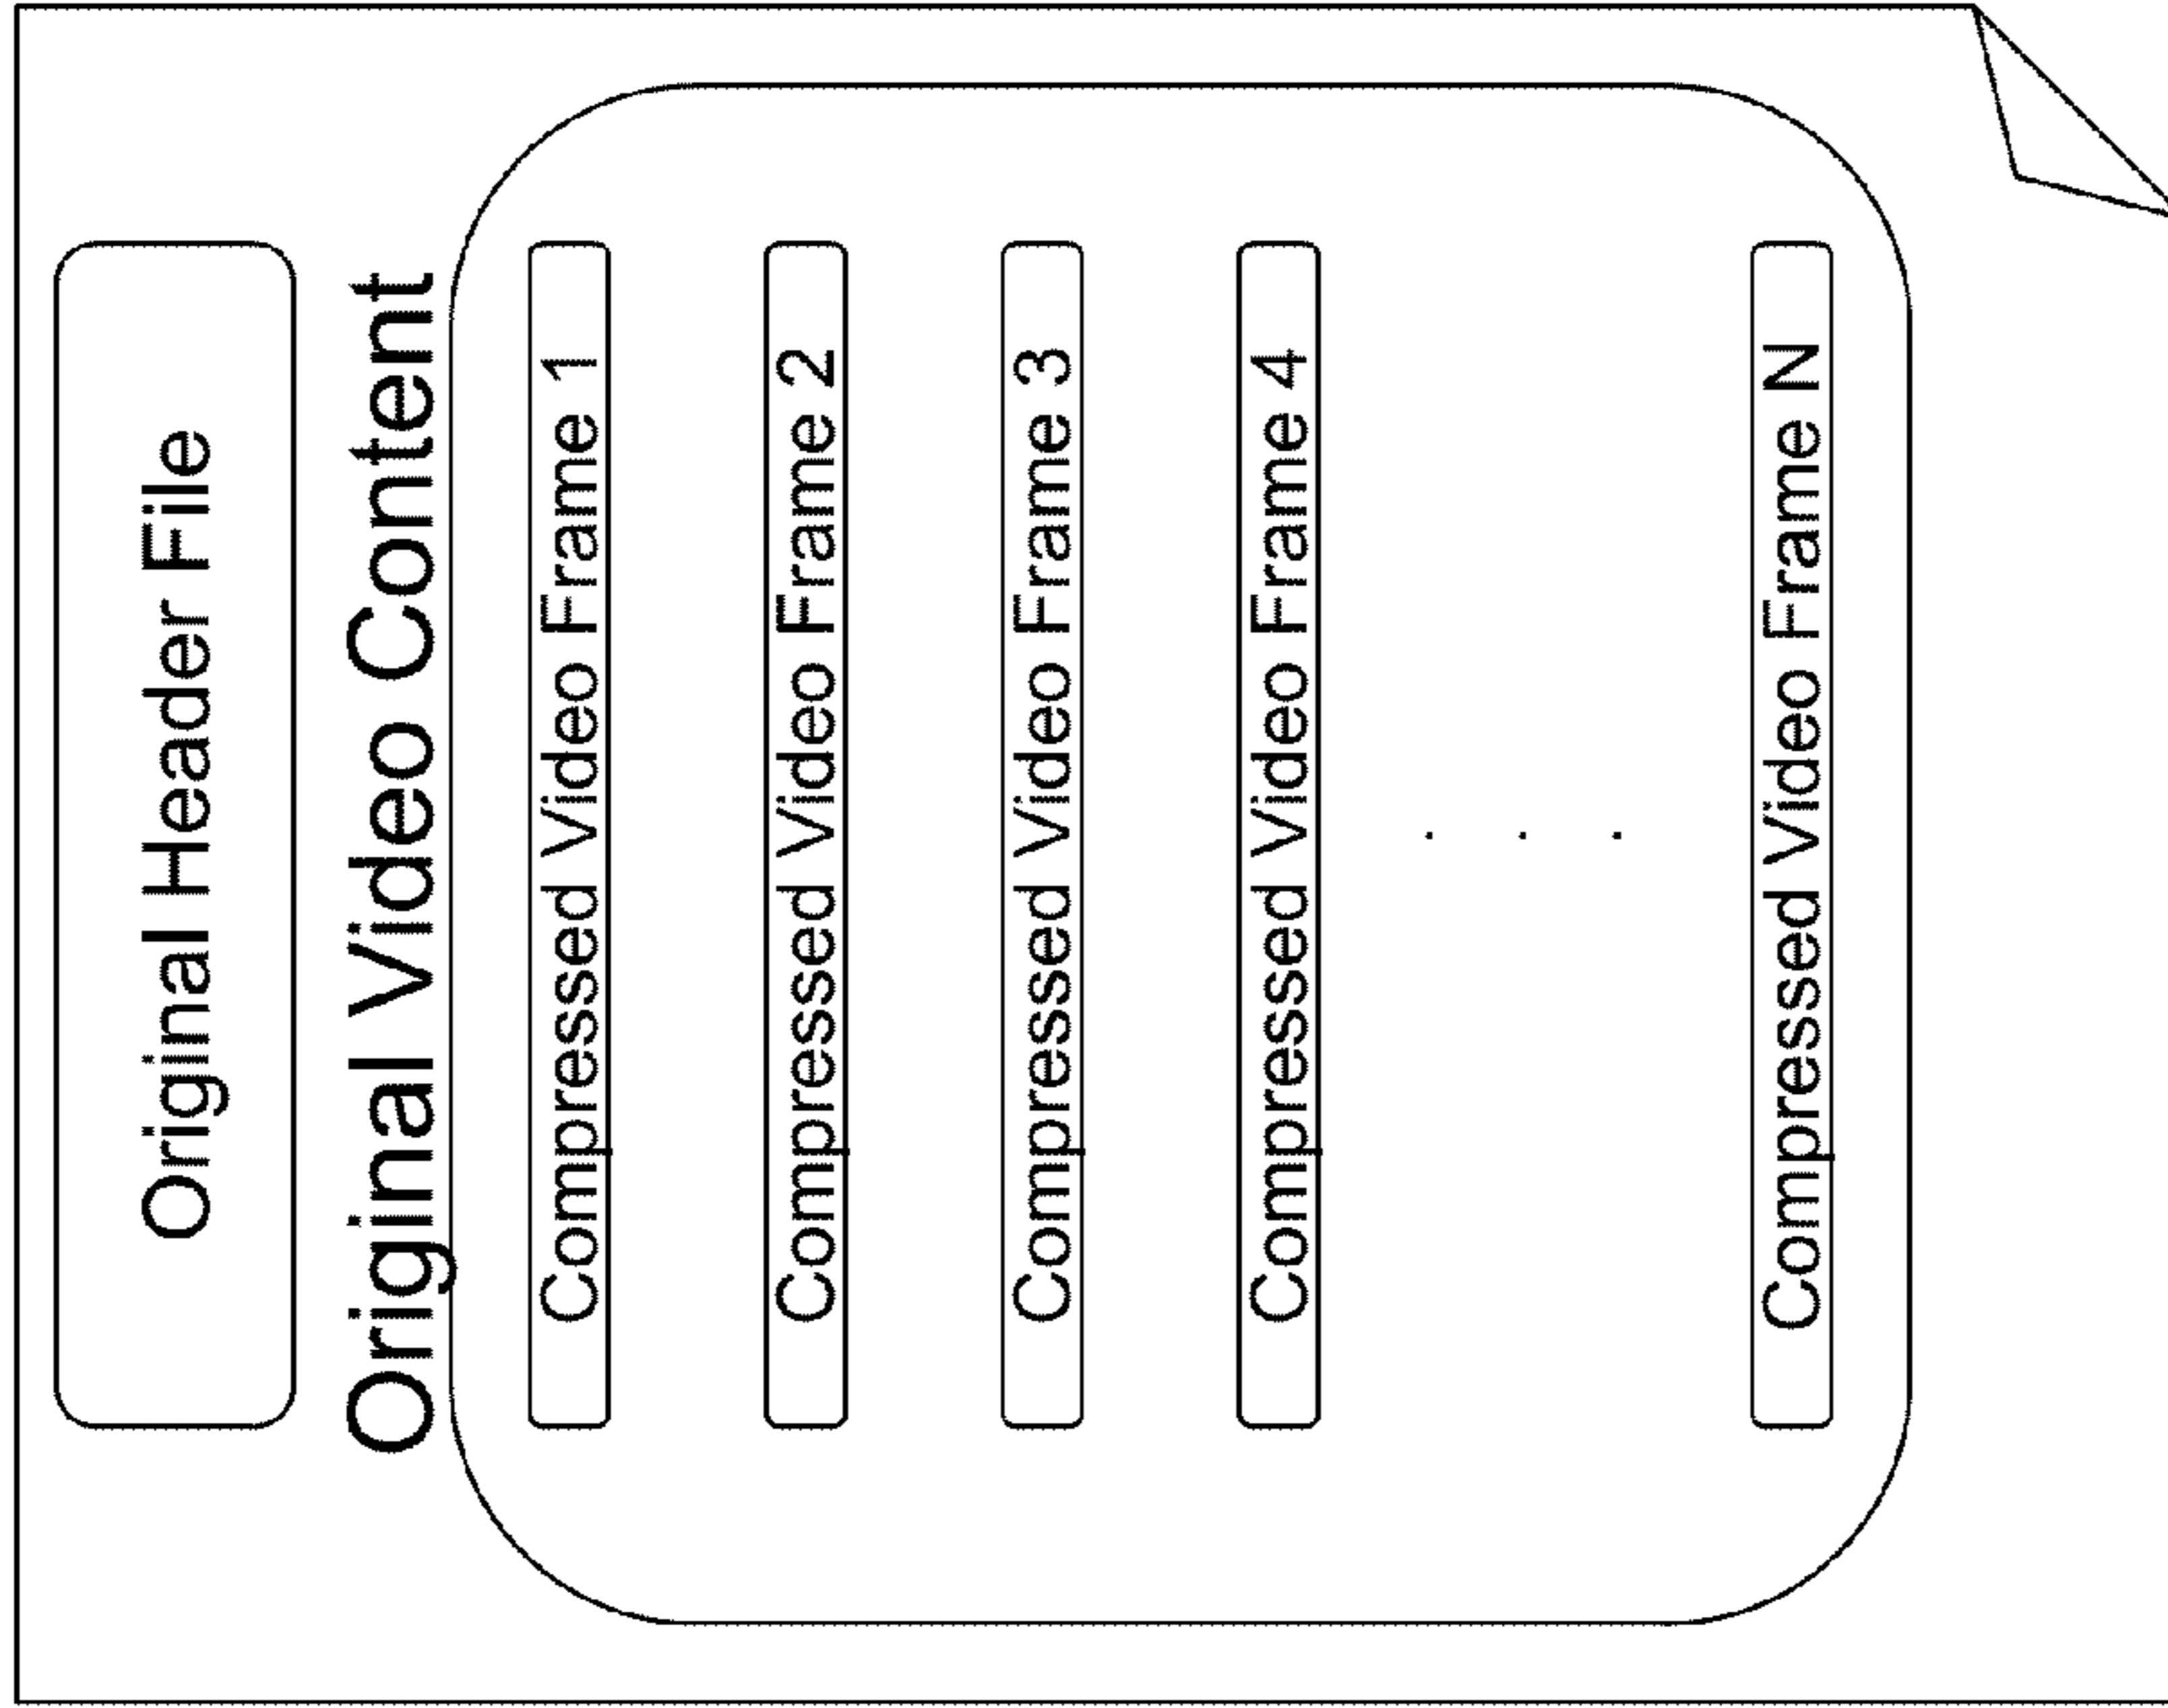 Original Header File
Original Video Content
Compressed Video Frame 1
Compressed Video Frame 2
Compressed Video Frame 3
Compressed Video Frame 4
. . .
Compressed Video Frame N